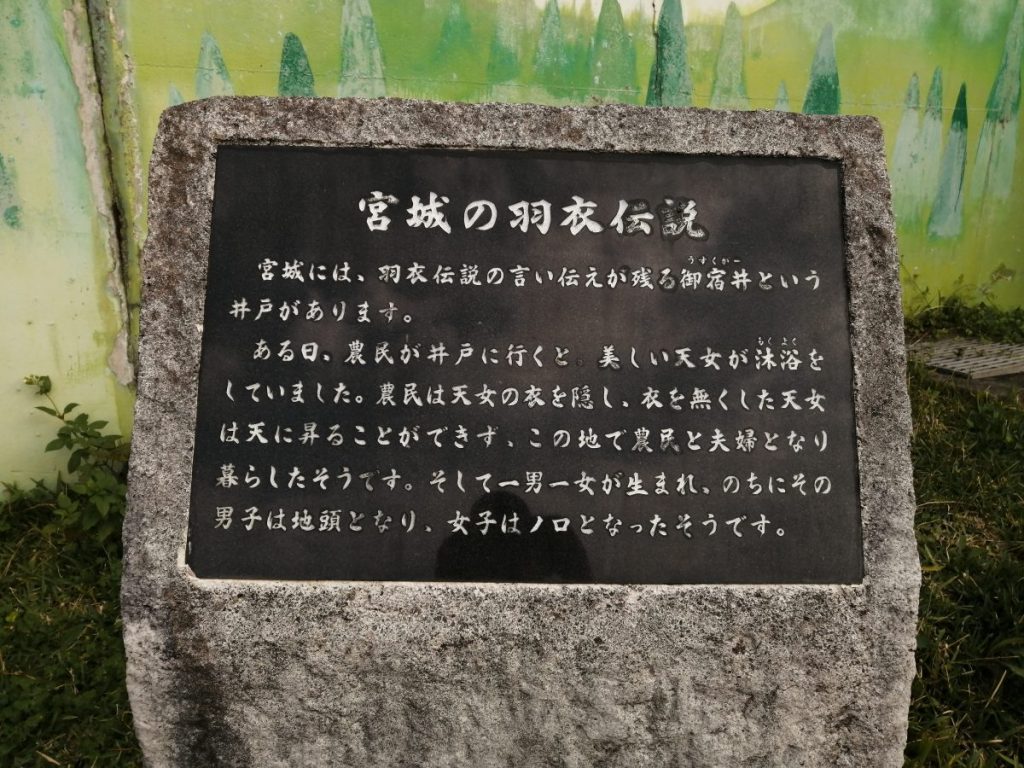 宮城の羽衣伝説
宮城には、羽衣伝説の言い伝えが残る御宿井という
うすくがー
井戸があります。
ある日、農民が井戸に行くと、美しい天女が沐浴を
もくよく
していました。農民は天女の衣を隠し、衣を無くした天女
は天に昇ることができず、この地で農民と夫婦となり
暮らしたそうです。そして一男一女が生まれ、のちにその
男子は地頭となり、女子はノロとなったそうです。